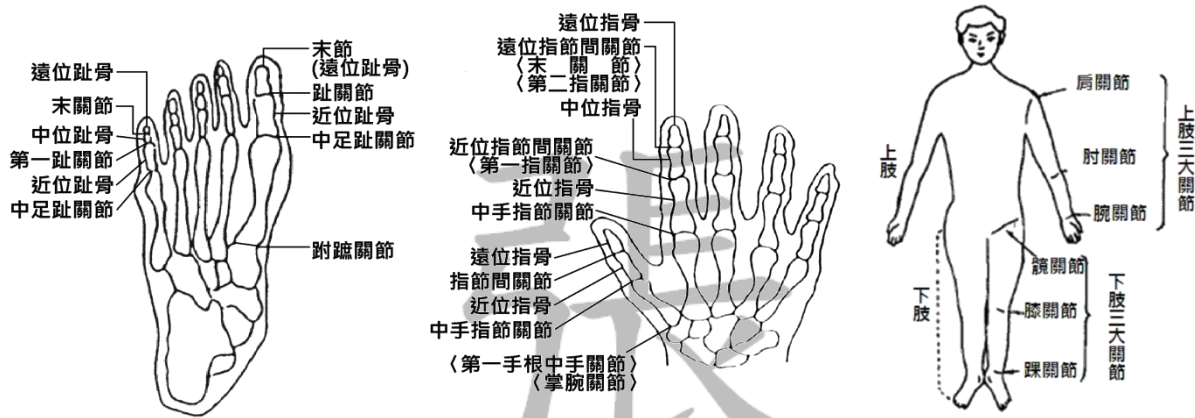 末節
(遠位趾骨)
趾關節
近位趾骨
中足趾關節
跗蹠關節
遠位趾骨
末關節
中位趾骨
第一趾關節
近位趾骨
中足趾關節
遠位指骨
遠位指節間關節
〈末關節〉
〈第二指關節〉
中位指骨
近位指節間關節
〈第一指關節〉
近位指骨
中手指節關節
遠位指骨
指節間關節
近位指骨
中手指節關節
〈第一手根中手關節〉
〈掌腕關節〉
上肢
下肢
肩關節
肘關節
腕關節
上肢三大關節
髖關節
膝關節
踝關節
下肢三大關節